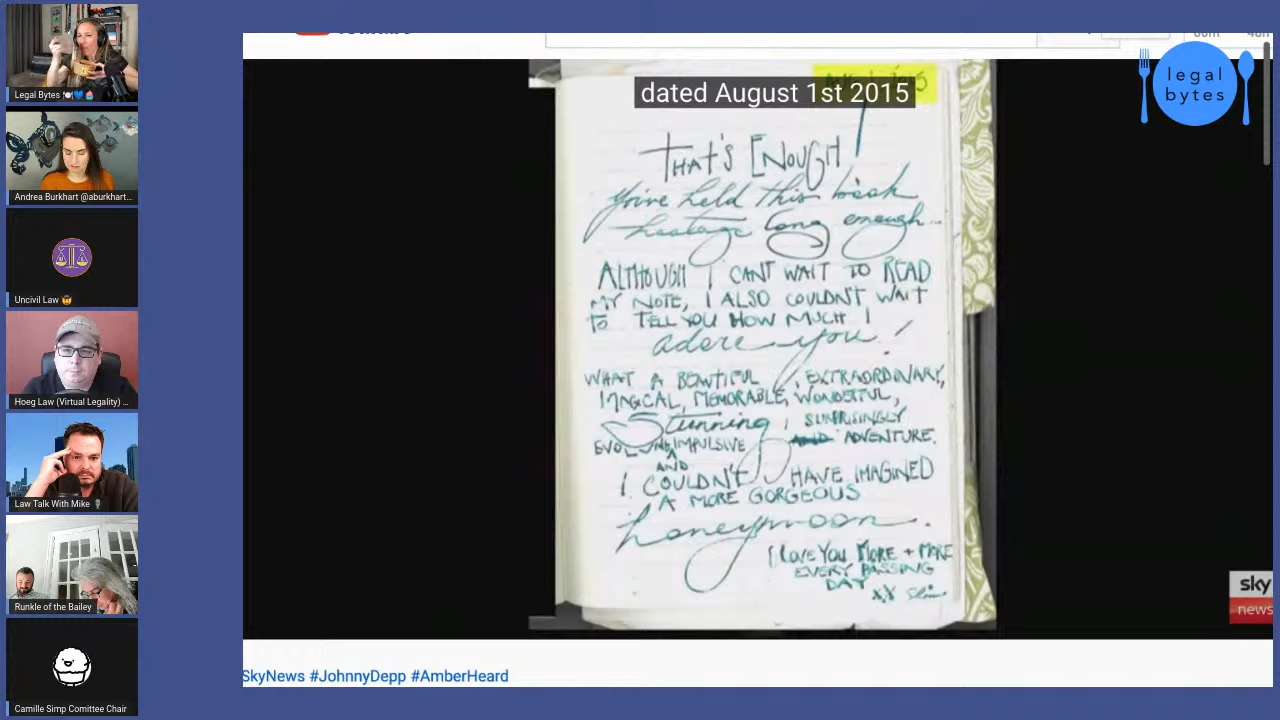 dated August 1st 2015
legal
bytes
THAT'S ENOUGH!
You've held this book
hostage long enough...
ALTHOUGH I CAN'T WAIT TO READ
MY NOTE, I ALSO COULDN'T WAIT
TO TELL YOU HOW MUCH I
adore you!
WHAT A BEAUTIFUL, EXTRAORDINARY,
MAGICAL, MEMORABLE, WONDERFUL,
Stunning, SURPRISINGLY
EVOLVING IMPULSIVE ADVENTURE.
AND
I COULDN'T HAVE IMAGINED
A MORE GORGEOUS
honeymoon.
I LOVE YOU MORE + MORE
EVERY PASSING
DAY
XX Slim
sky
news
SkyNews #JohnnyDepp #AmberHeard
Legal Bytes
Andrea Burkhart @aburkhart...
Uncivil Law
Hoeg Law (Virtual Legality) ...
Law Talk With Mike
Runkle of the Bailey
Camille Simp Comittee Chair